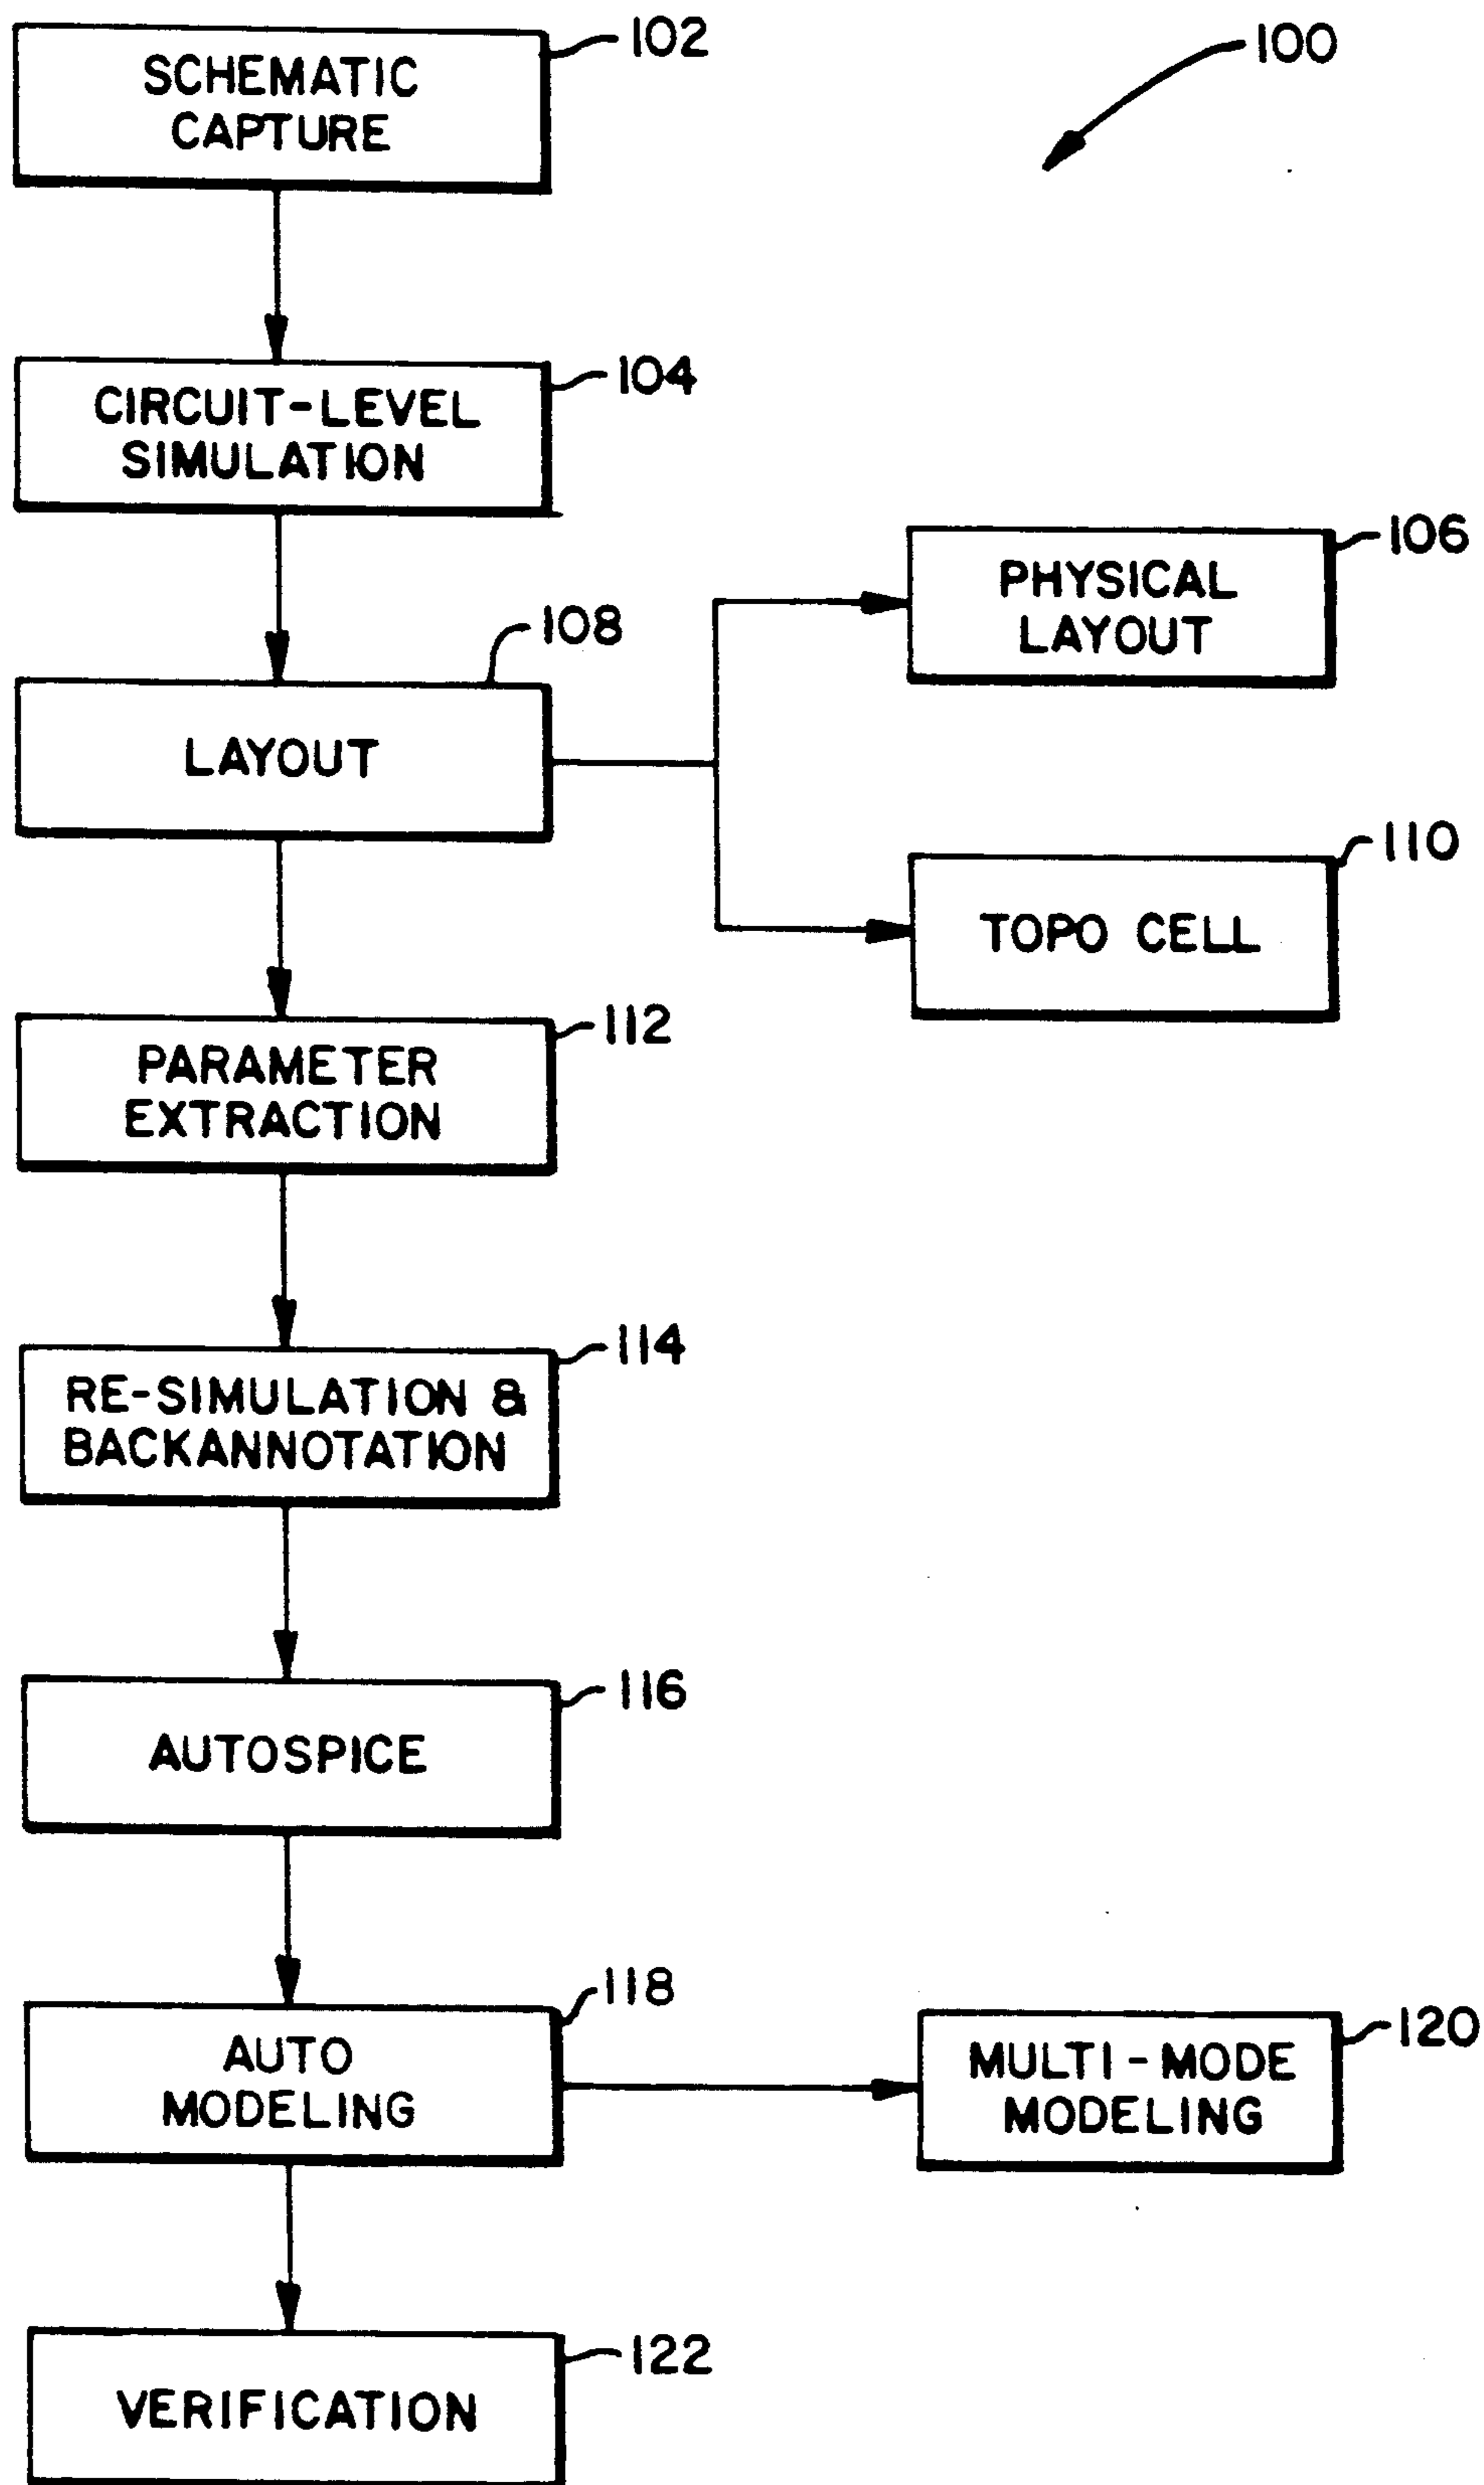 102
100
SCHEMATIC
CAPTURE
104
CIRCUIT-LEVEL
SIMULATION
106
PHYSICAL
LAYOUT
108
LAYOUT
110
TOPO CELL
112
PARAMETER
EXTRACTION
114
RE-SIMULATION &
BACKANNOTATION
116
AUTOSPICE
118
AUTO
MODELING
120
MULTI-MODE
MODELING
122
VERIFICATION